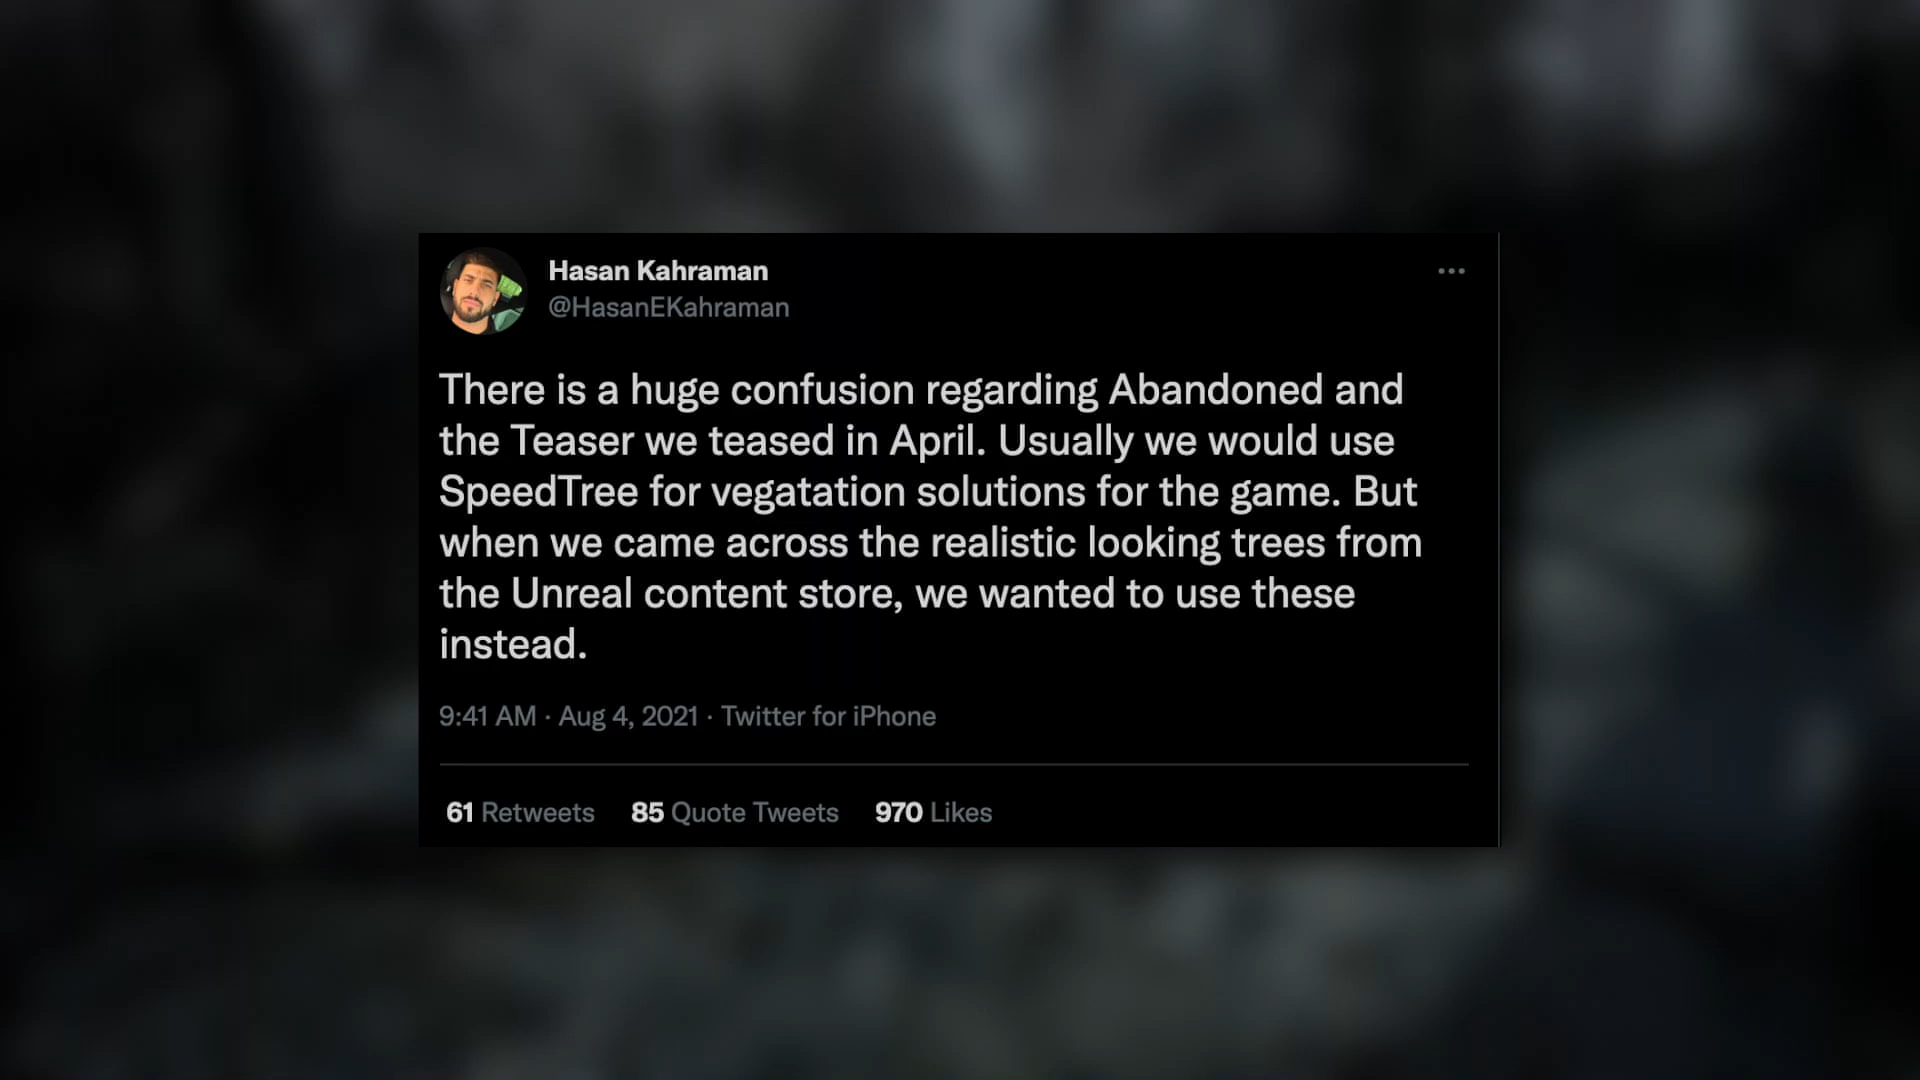 Hasan Kahraman
@HasanEKahraman
There is a huge confusion regarding Abandoned and
the Teaser we teased in April. Usually we would use
SpeedTree for vegatation solutions for the game. But
when we came across the realistic looking trees from
the Unreal content store, we wanted to use these
instead.
9:41 AM · Aug 4, 2021 · Twitter for iPhone
61 Retweets 85 Quote Tweets 970 Likes